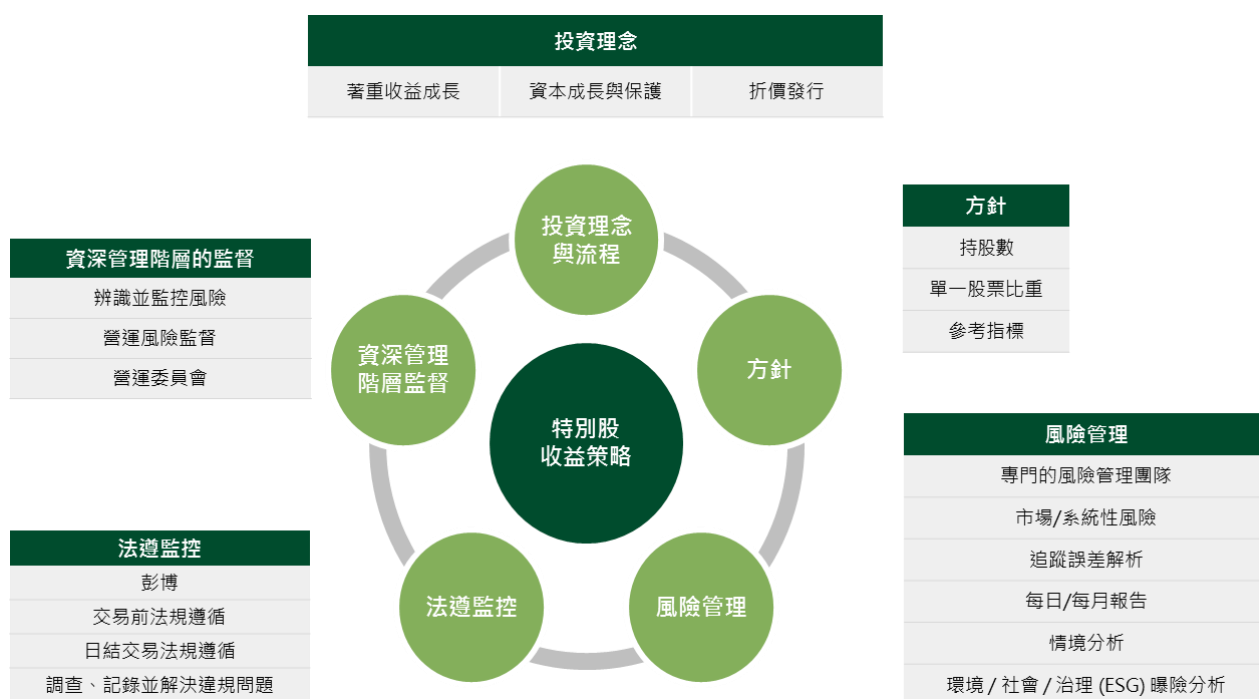 投資理念
著重收益成長
資本成長與保護
折價發行
投資理念
與流程
方針
持股數
單一股票比重
參考指標
資深管理階層的監督
辨識並監控風險
營運風險監督
營運委員會
資深管理
階層監督
方針
特別股
收益策略
風險管理
專門的風險管理團隊
市場/系統性風險
追蹤誤差解析
每日/每月報告
情境分析
環境 / 社會 / 治理 (ESG) 曝險分析
法遵監控
彭博
交易前法規遵循
日結交易法規遵循
調查、記錄並解決違規問題
法遵監控
風險管理